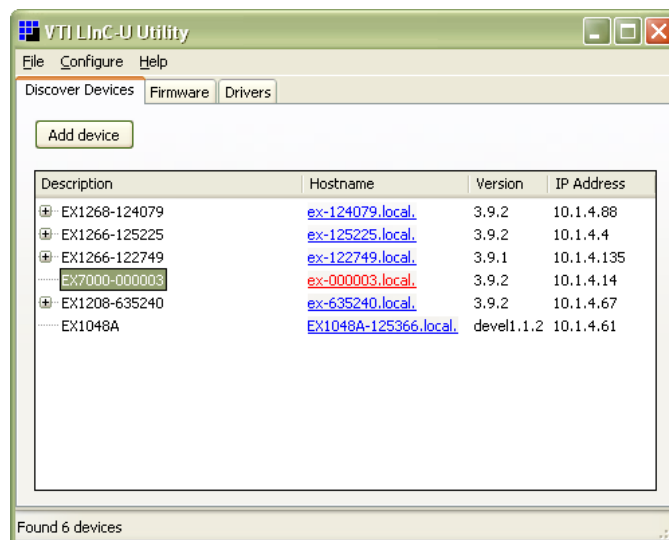 VTI LInC-U Utility
File Configure Help
Discover Devices Firmware Drivers
Add device
Description Hostname Version IP Address
EX1268-124079 ex-124079.local. 3.9.2 10.1.4.88
EX1266-125225 ex-125225.local. 3.9.2 10.1.4.4
EX1266-122749 ex-122749.local. 3.9.1 10.1.4.135
EX7000-000003 ex-000003.local. 3.9.2 10.1.4.14
EX1208-635240 ex-635240.local. 3.9.2 10.1.4.67
EX1048A EX1048A-125366.local. devel1.1.2 10.1.4.61
Found 6 devices